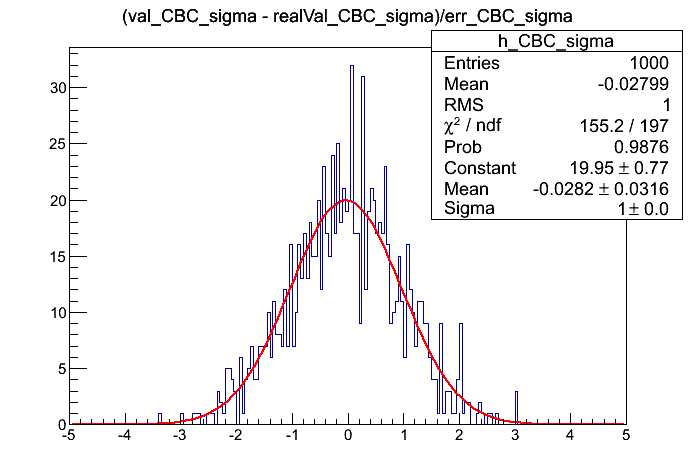 (val_CBC_sigma - realVal_CBC_sigma)/err_CBC_sigma
h_CBC_sigma
Entries 1000
Mean -0.02799
RMS 1
χ² / ndf 155.2 / 197
Prob 0.9876
Constant 19.95 ± 0.77
Mean -0.0282 ± 0.0316
Sigma 1 ± 0.0
30
25
20
15
10
5
0
-5 -4 -3 -2 -1 0 1 2 3 4 5